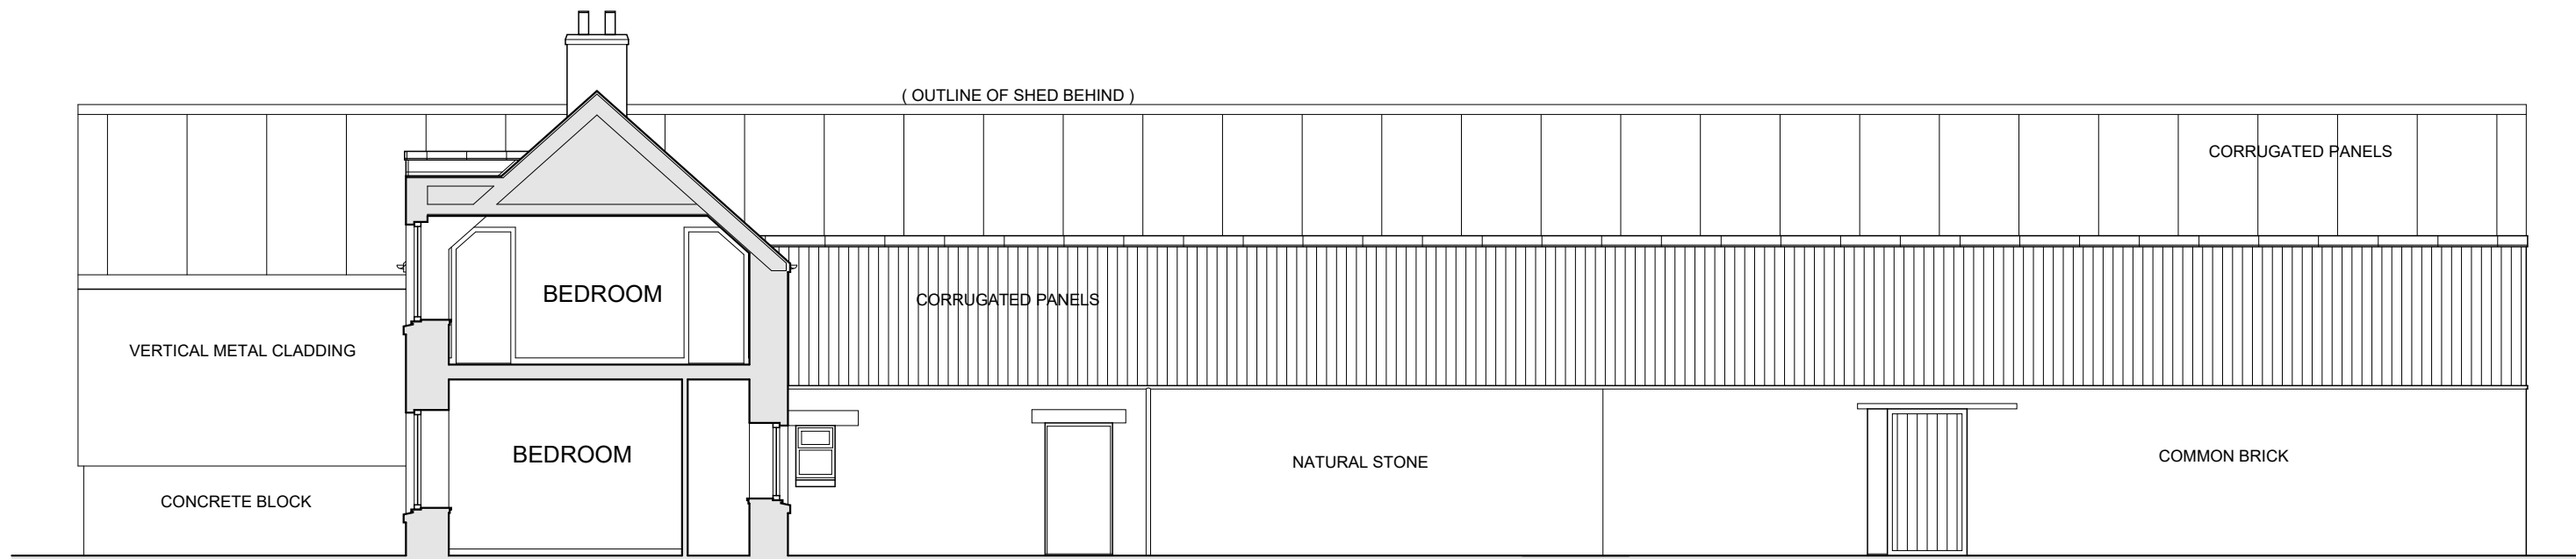 ( OUTLINE OF SHED BEHIND )
CORRUGATED PANELS
BEDROOM
CORRUGATED PANELS
VERTICAL METAL CLADDING
BEDROOM
NATURAL STONE
COMMON BRICK
CONCRETE BLOCK